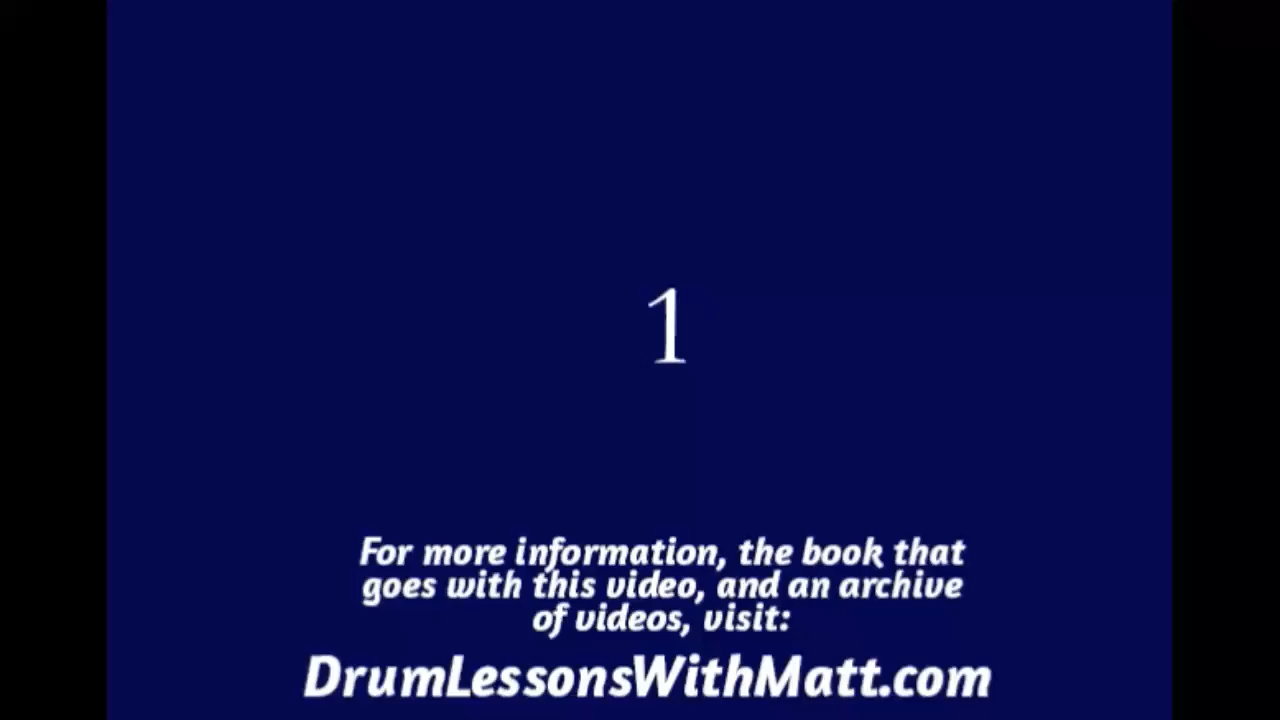 1
For more information, the book that
goes with this video, and an archive
of videos, visit:
DrumLessonsWithMatt.com